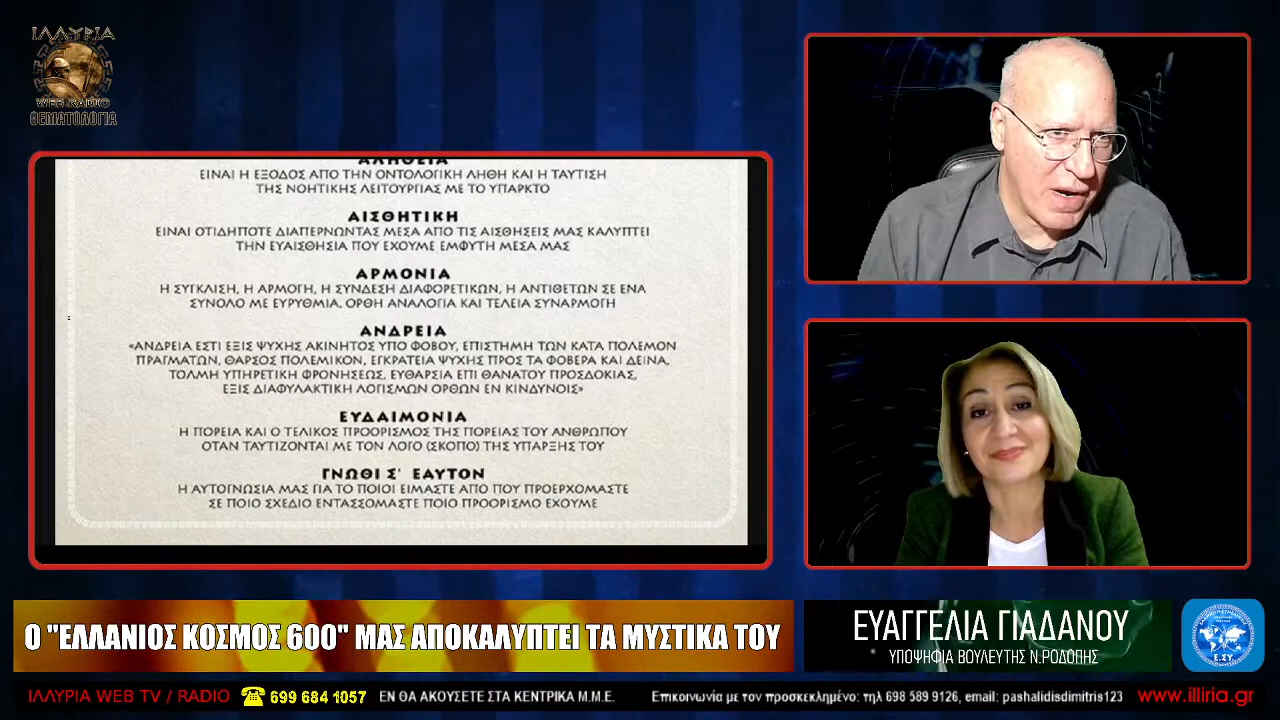 ΙΛΛΥΡΙΑ
WEB RADIO
ΘΕΜΑΤΟΛΟΓΙΑ
ΑΛΗΘΕΙΑ
ΕΙΝΑΙ Η ΕΞΟΔΟΣ ΑΠΟ ΤΗΝ ΟΝΤΟΛΟΓΙΚΗ ΛΗΘΗ ΚΑΙ Η ΤΑΥΤΙΣΗ
ΤΗΣ ΝΟΗΤΙΚΗΣ ΛΕΙΤΟΥΡΓΙΑΣ ΜΕ ΤΟ ΥΠΑΡΚΤΟ
ΑΙΣΘΗΤΙΚΗ
ΕΙΝΑΙ ΟΤΙΔΗΠΟΤΕ ΔΙΑΠΕΡΝΩΝΤΑΣ ΜΕΣΑ ΑΠΟ ΤΙΣ ΑΙΣΘΗΣΕΙΣ ΜΑΣ ΚΑΛΥΠΤΕΙ
ΤΗΝ ΕΥΑΙΣΘΗΣΙΑ ΠΟΥ ΕΧΟΥΜΕ ΕΜΦΥΤΗ ΜΕΣΑ ΜΑΣ
ΑΡΜΟΝΙΑ
Η ΣΥΓΚΛΙΣΗ, Η ΑΡΜΟΓΗ, Η ΣΥΝΔΕΣΗ ΔΙΑΦΟΡΕΤΙΚΩΝ, Η ΑΝΤΙΘΕΤΩΝ ΣΕ ΕΝΑ
ΣΥΝΟΛΟ ΜΕ ΕΥΡΥΘΜΙΑ, ΟΡΘΗ ΑΝΑΛΟΓΙΑ ΚΑΙ ΤΕΛΕΙΑ ΣΥΝΑΡΜΟΓΗ
ΑΝΔΡΕΙΑ
«ΑΝΔΡΕΙΑ ΕΣΤΙ ΕΞΙΣ ΨΥΧΗΣ ΑΚΙΝΗΤΟΣ ΥΠΟ ΦΟΒΟΥ, ΕΠΙΣΤΗΜΗ ΤΩΝ ΚΑΤΑ ΠΟΛΕΜΟΝ
ΠΡΑΓΜΑΤΩΝ, ΘΑΡΣΟΣ ΠΟΛΕΜΙΚΟΝ, ΕΓΚΡΑΤΕΙΑ ΨΥΧΗΣ ΠΡΟΣ ΤΑ ΦΟΒΕΡΑ ΚΑΙ ΔΕΙΝΑ,
ΤΟΛΜΗ ΥΠΗΡΕΤΙΚΗ ΦΡΟΝΗΣΕΩΣ, ΕΥΘΑΡΣΙΑ ΕΠΙ ΘΑΝΑΤΟΥ ΠΡΟΣΔΟΚΙΑΣ,
ΕΞΙΣ ΔΙΑΦΥΛΑΚΤΙΚΗ ΛΟΓΙΣΜΩΝ ΟΡΘΩΝ ΕΝ ΚΙΝΔΥΝΟΙΣ»
ΕΥΔΑΙΜΟΝΙΑ
Η ΠΟΡΕΙΑ ΚΑΙ Ο ΤΕΛΙΚΟΣ ΠΡΟΟΡΙΣΜΟΣ ΤΗΣ ΠΟΡΕΙΑΣ ΤΟΥ ΑΝΘΡΩΠΟΥ
ΟΤΑΝ ΤΑΥΤΙΖΟΝΤΑΙ ΜΕ ΤΟΝ ΛΟΓΟ (ΣΚΟΠΟ) ΤΗΣ ΥΠΑΡΞΗΣ ΤΟΥ
ΓΝΩΘΙ Σ' ΕΑΥΤΟΝ
Η ΑΥΤΟΓΝΩΣΙΑ ΜΑΣ ΓΙΑ ΤΟ ΠΟΙΟΙ ΕΙΜΑΣΤΕ ΑΠΟ ΠΟΥ ΠΡΟΕΡΧΟΜΑΣΤΕ
ΣΕ ΠΟΙΟ ΣΧΕΔΙΟ ΕΝΤΑΣΣΟΜΑΣΤΕ ΠΟΙΟ ΠΡΟΟΡΙΣΜΟ ΕΧΟΥΜΕ
Ο "ΕΛΛΑΝΙΟΣ ΚΟΣΜΟΣ 600" ΜΑΣ ΑΠΟΚΑΛΥΠΤΕΙ ΤΑ ΜΥΣΤΙΚΑ ΤΟΥ
ΕΥΑΓΓΕΛΙΑ ΓΙΑΔΑΝΟΥ
ΥΠΟΨΗΦΙΑ ΒΟΥΛΕΥΤΗΣ Ν.ΡΟΔΟΠΗΣ
Ε.ΣΥ.
ΙΛΛΥΡΙΑ WEB TV / RADIO 699 684 1057 ΕΝ ΘΑ ΑΚΟΥΣΕΤΕ ΣΤΑ ΚΕΝΤΡΙΚΑ Μ.Μ.Ε. Επικοινωνία με τον προσκεκλημένο: τηλ 698 589 9126, email: pashalidisdimitris123 www.illiria.gr